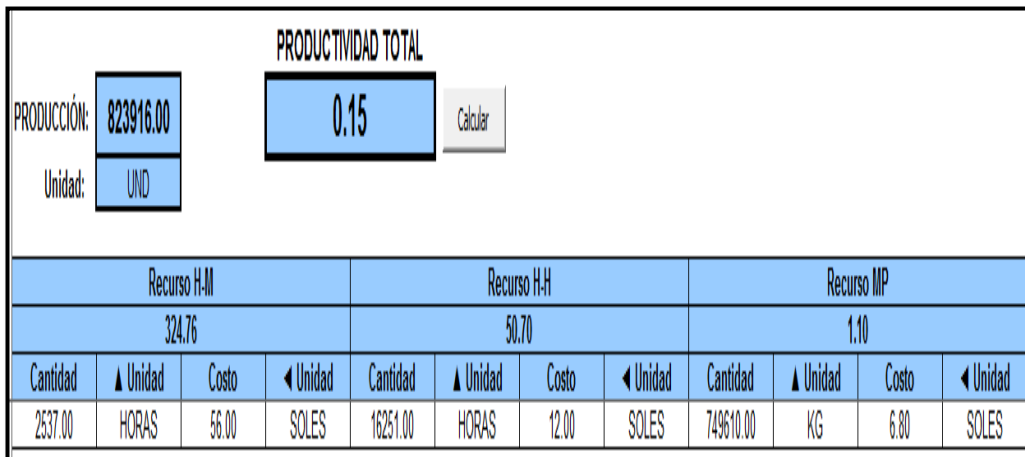 PRODUCTIVIDAD TOTAL
PRODUCCIÓN: 823916.00 0.15 Calcular
Unidad: UND
Recurso H-M Recurso H-H Recurso MP
324.76 50.70 1.10
Cantidad ▲ Unidad Costo ◀ Unidad Cantidad ▲ Unidad Costo ◀ Unidad Cantidad ▲ Unidad Costo ◀ Unidad
2537.00 HORAS 56.00 SOLES 16251.00 HORAS 12.00 SOLES 749610.00 KG 6.80 SOLES